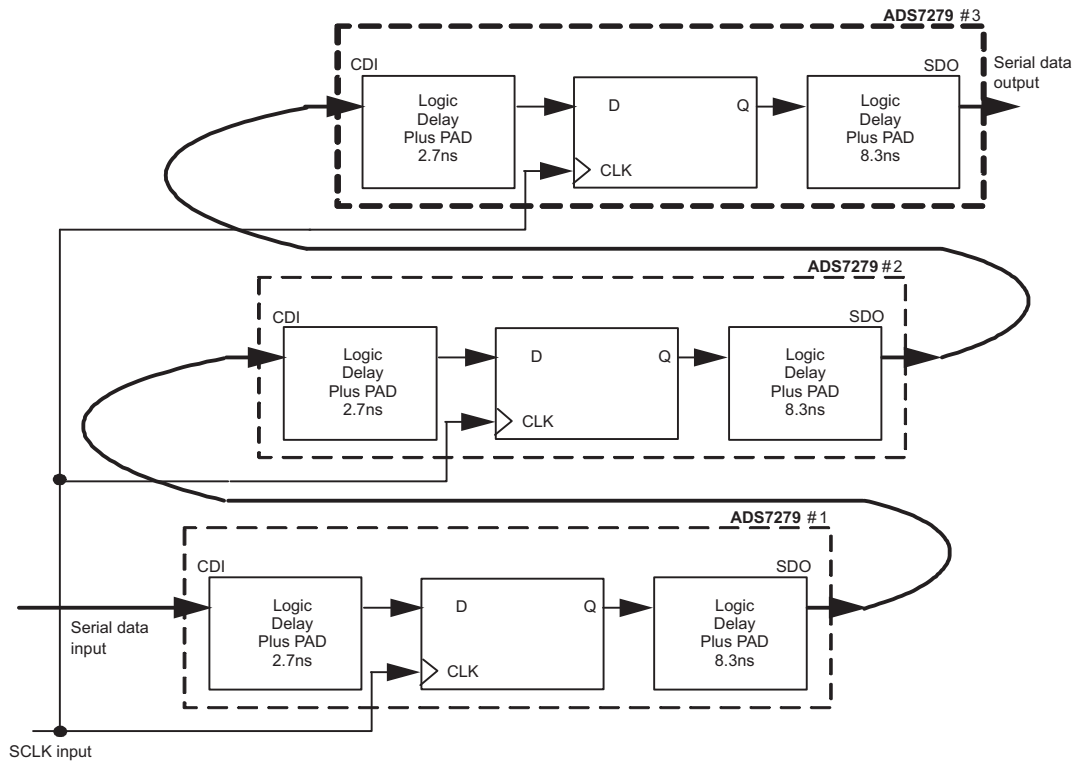 ADS7279 #3
CDI
SDO
Serial data
output
Logic
Delay
Plus PAD
2.7ns
D
Q
CLK
Logic
Delay
Plus PAD
8.3ns
ADS7279 #2
CDI
SDO
Logic
Delay
Plus PAD
2.7ns
D
Q
CLK
Logic
Delay
Plus PAD
8.3ns
ADS7279 #1
CDI
SDO
Serial data
input
Logic
Delay
Plus PAD
2.7ns
D
Q
CLK
Logic
Delay
Plus PAD
8.3ns
SCLK input